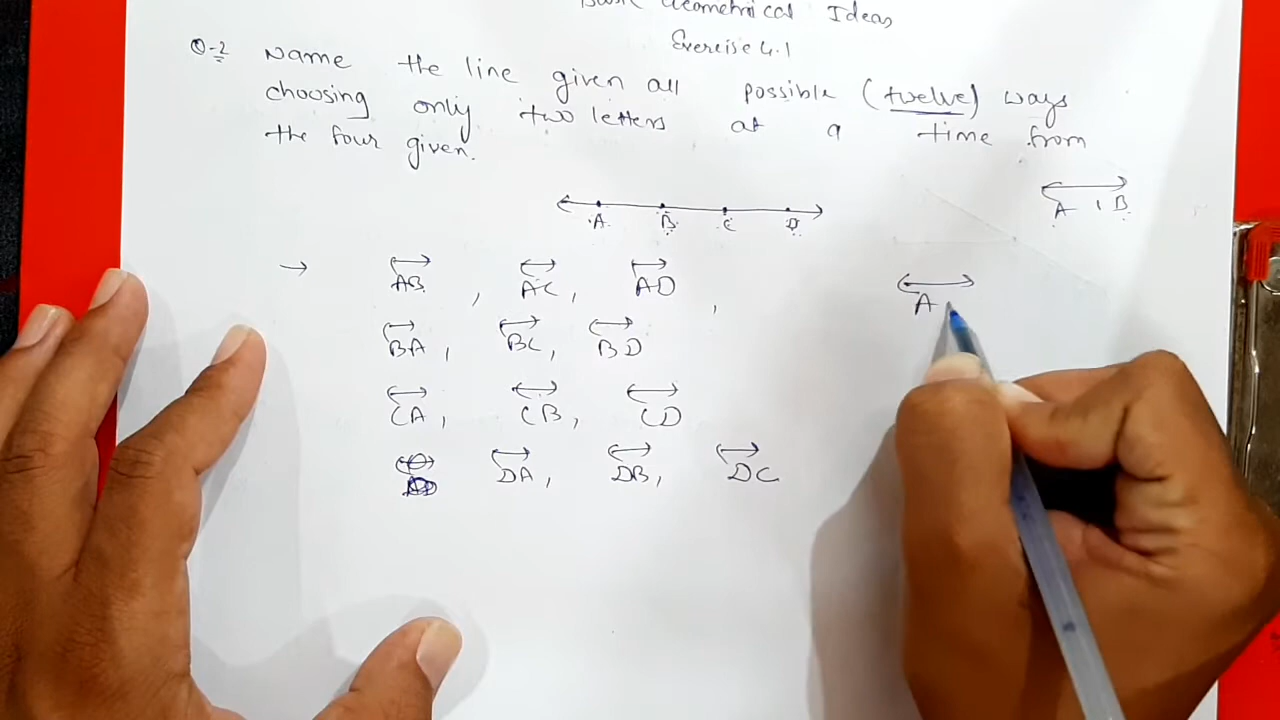 Basic Geometrical Ideas
Exercise 4.1
Q-2 Name the line given all possible (twelve) ways
choosing only two letters at a time from
the four given.
A , B
A B C D
→ AB , AC, AD ,
A
BA , BC, BD
CA , CB, CD
DA , DB, DC